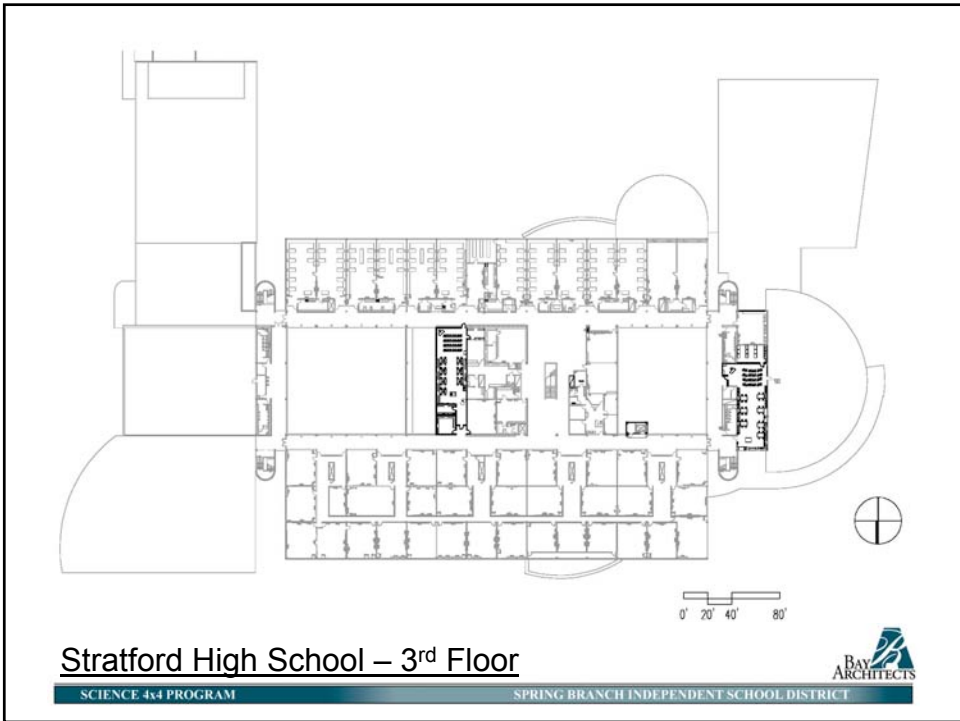 0' 20' 40' 80'
Stratford High School – 3rd Floor
BAY
ARCHITECTS
SCIENCE 4x4 PROGRAM
SPRING BRANCH INDEPENDENT SCHOOL DISTRICT